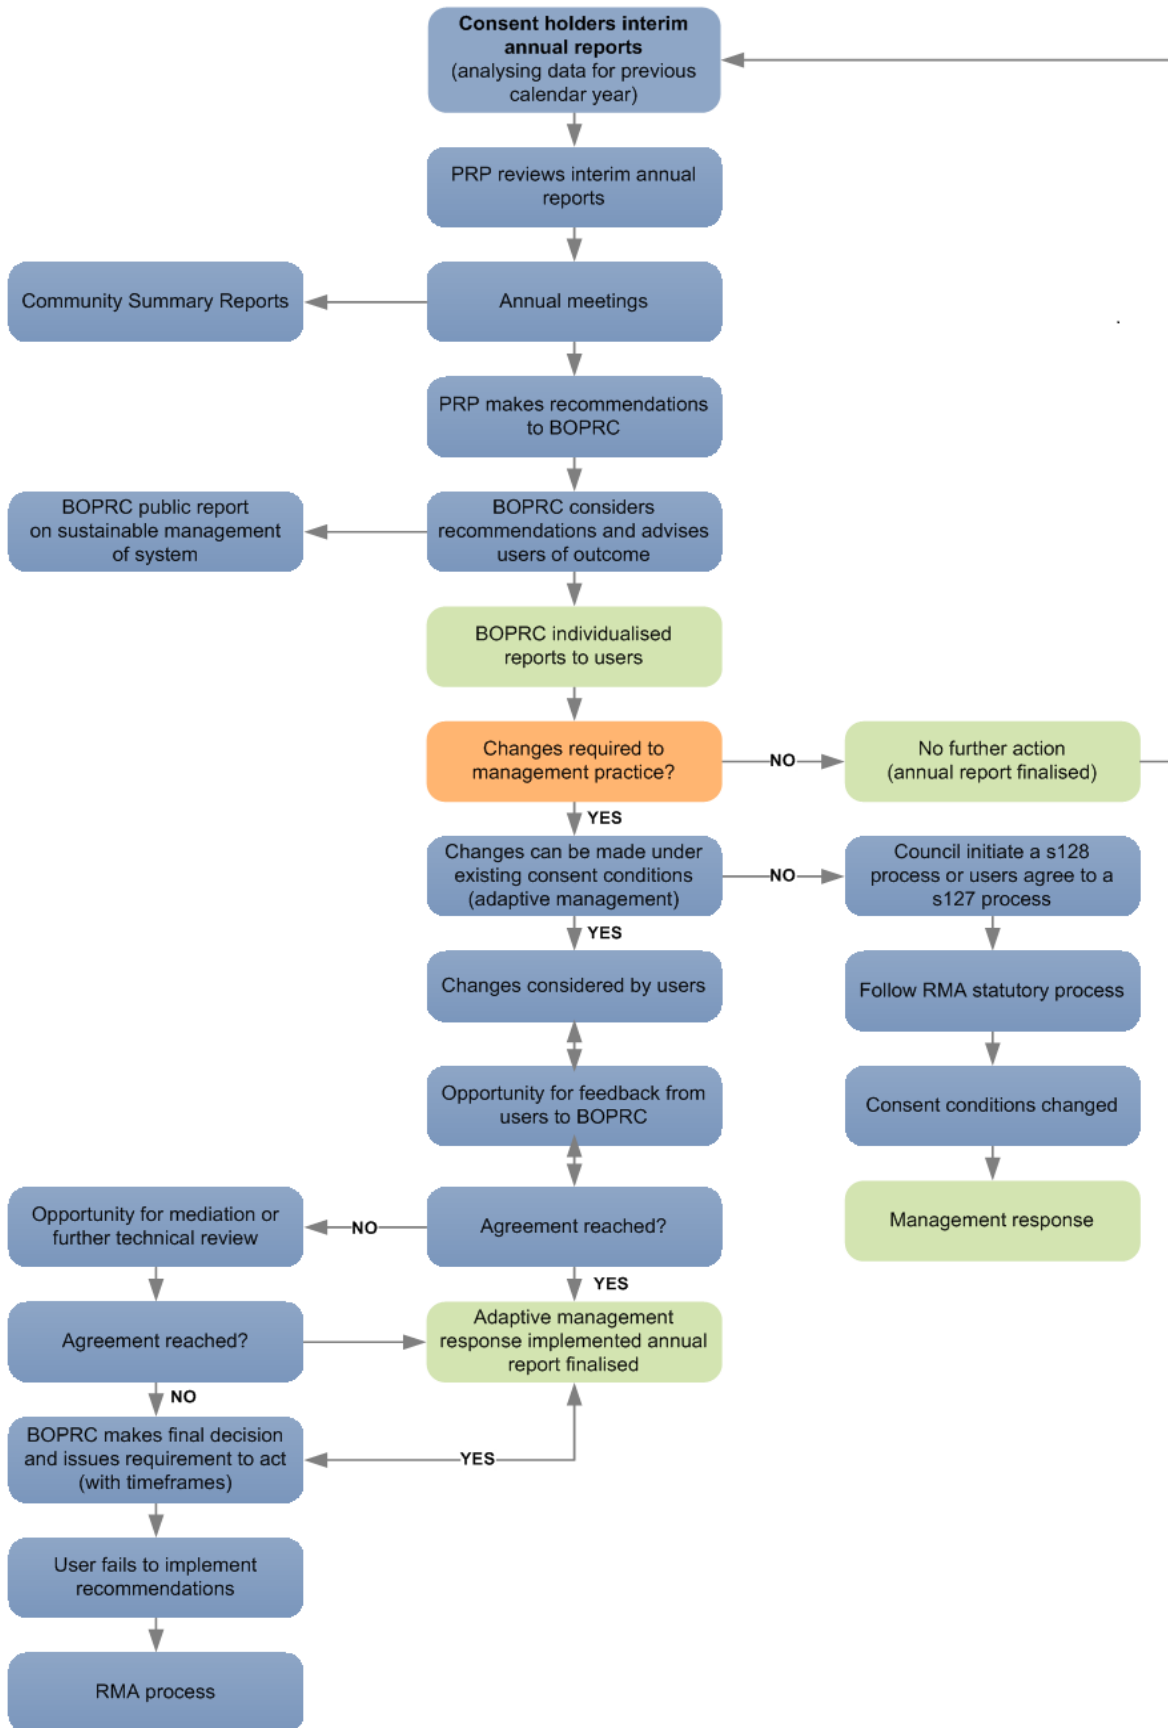 Consent holders interim
annual reports
(analysing data for previous
calendar year)
PRP reviews interim annual
reports
Community Summary Reports
Annual meetings
PRP makes recommendations
to BOPRC
BOPRC public report
on sustainable management
of system
BOPRC considers
recommendations and advises
users of outcome
BOPRC individualised
reports to users
Changes required to
management practice?
NO
No further action
(annual report finalised)
YES
Changes can be made under
existing consent conditions
(adaptive management)
NO
Council initiate a s128
process or users agree to a
s127 process
YES
Changes considered by users
Follow RMA statutory process
Opportunity for feedback from
users to BOPRC
Consent conditions changed
Opportunity for mediation or
further technical review
NO
Agreement reached?
Management response
YES
Agreement reached?
Adaptive management
response implemented annual
report finalised
NO
BOPRC makes final decision
and issues requirement to act
(with timeframes)
YES
User fails to implement
recommendations
RMA process